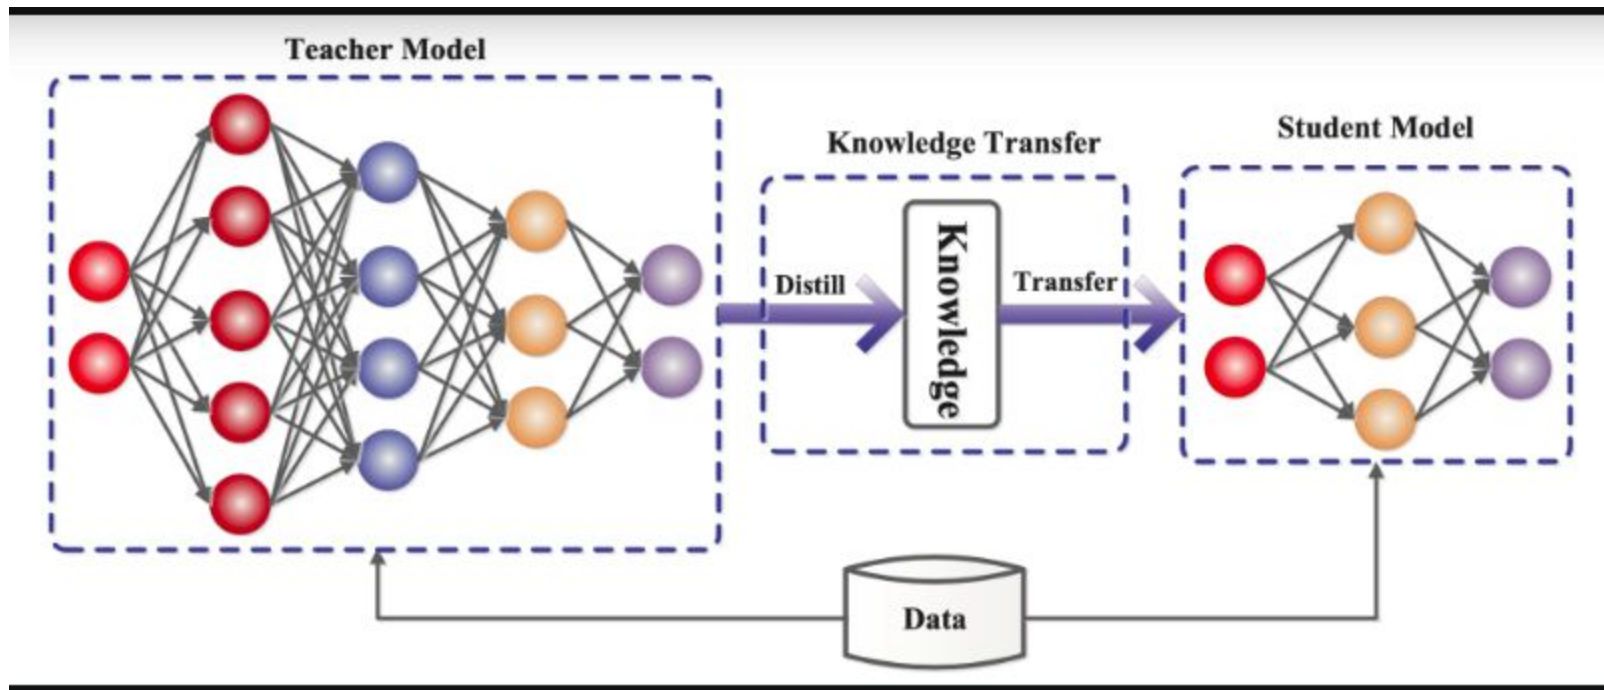 Teacher Model
Knowledge Transfer
Student Model
Distill
Knowledge
Transfer
Data